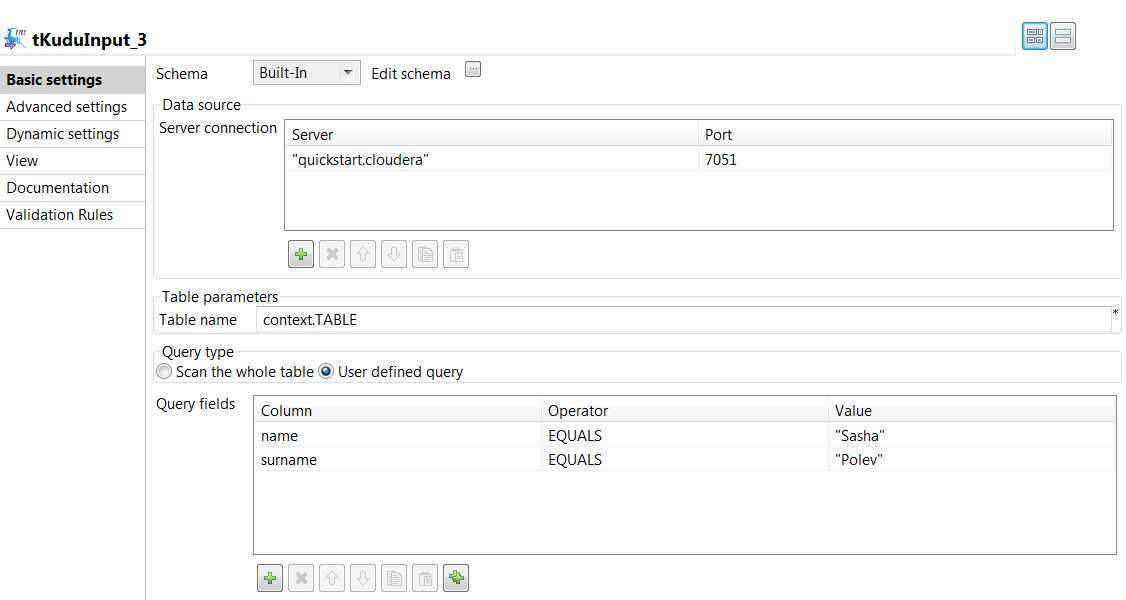 tKuduInput_3
Basic settings
Advanced settings
Dynamic settings
View
Documentation
Validation Rules
Schema Built-In Edit schema ...
Data source
Server connection
Server Port
"quickstart.cloudera" 7051
Table parameters
Table name context.TABLE *
Query type
Scan the whole table User defined query
Query fields
Column Operator Value
name EQUALS "Sasha"
surname EQUALS "Polev"